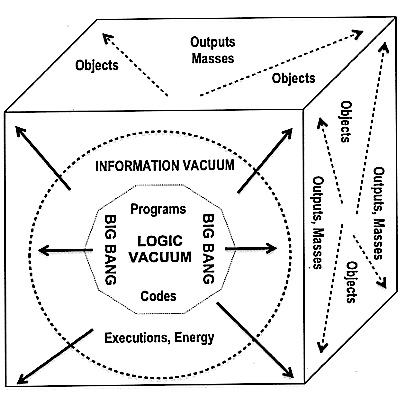 Outputs
Masses
Objects
Objects
Objects
Outputs, Masses
Outputs, Masses
Objects
INFORMATION VACUUM
Programs
BIG BANG
LOGIC
VACUUM
BIG BANG
Codes
Executions, Energy